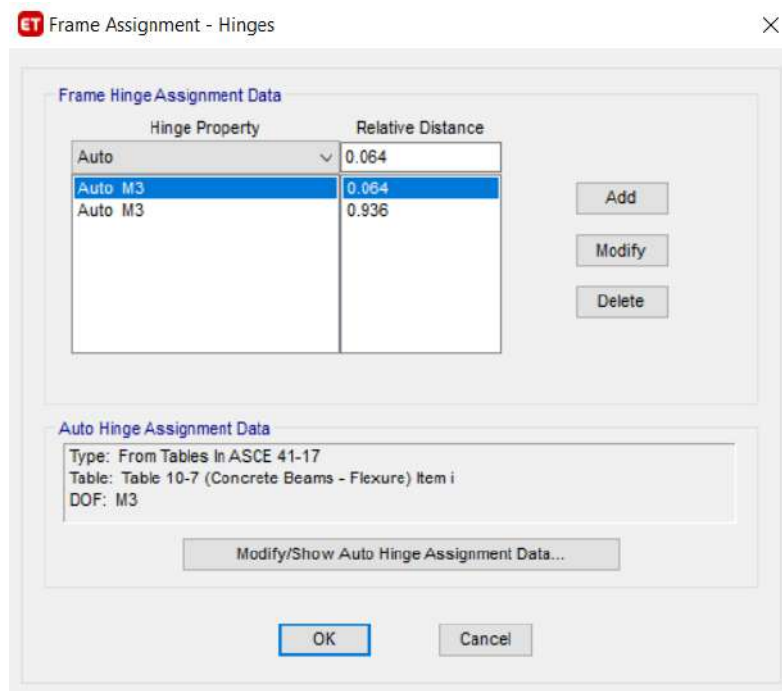 ET Frame Assignment - Hinges
Frame Hinge Assignment Data
Hinge Property Relative Distance
Auto 0.064
Auto M3 0.064
Auto M3 0.936
Add
Modify
Delete
Auto Hinge Assignment Data
Type: From Tables In ASCE 41-17
Table: Table 10-7 (Concrete Beams - Flexure) Item i
DOF: M3
Modify/Show Auto Hinge Assignment Data...
OK Cancel